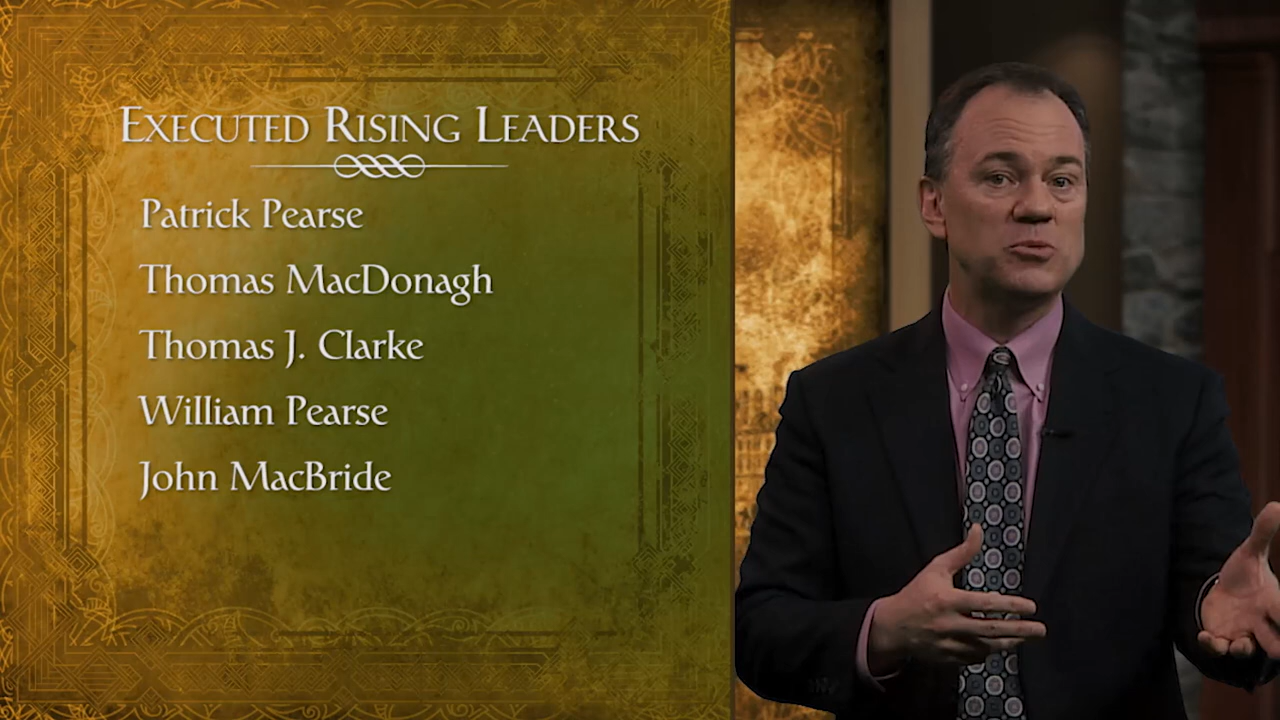 Executed Rising Leaders
Patrick Pearse
Thomas MacDonagh
Thomas J. Clarke
William Pearse
John MacBride